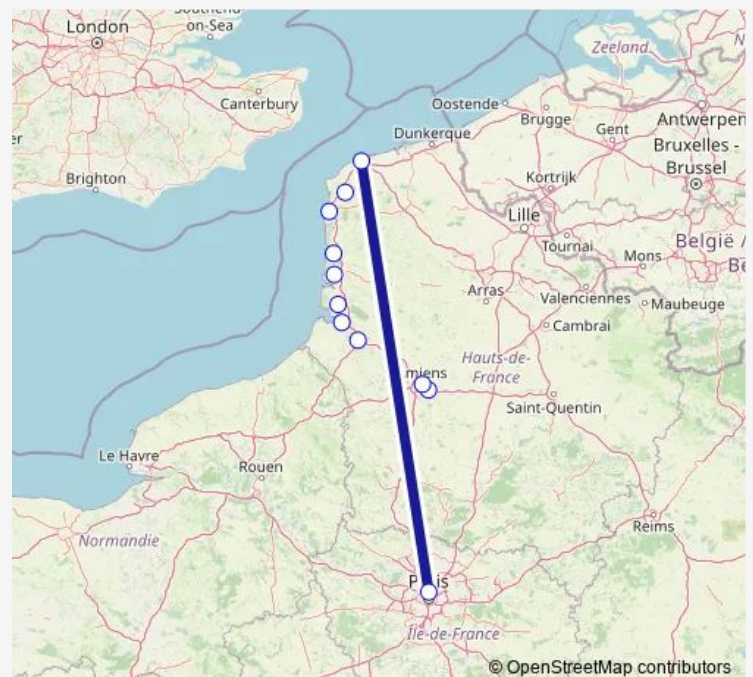 London
Southend-
on-Sea
Canterbury
Brighton
Zeeland
Oostende
Brugge
Antwerpen
Dunkerque
Gent
Bruxelles -
Brussel
Kortrijk
Lille
Tournai
België /
Mons
Arras
Valenciennes
Maubeuge
Cambrai
Hauts-de-
France
miens
Saint-Quentin
Le Havre
Rouen
Reims
Normandie
Île-de-France
© OpenStreetMap contributors